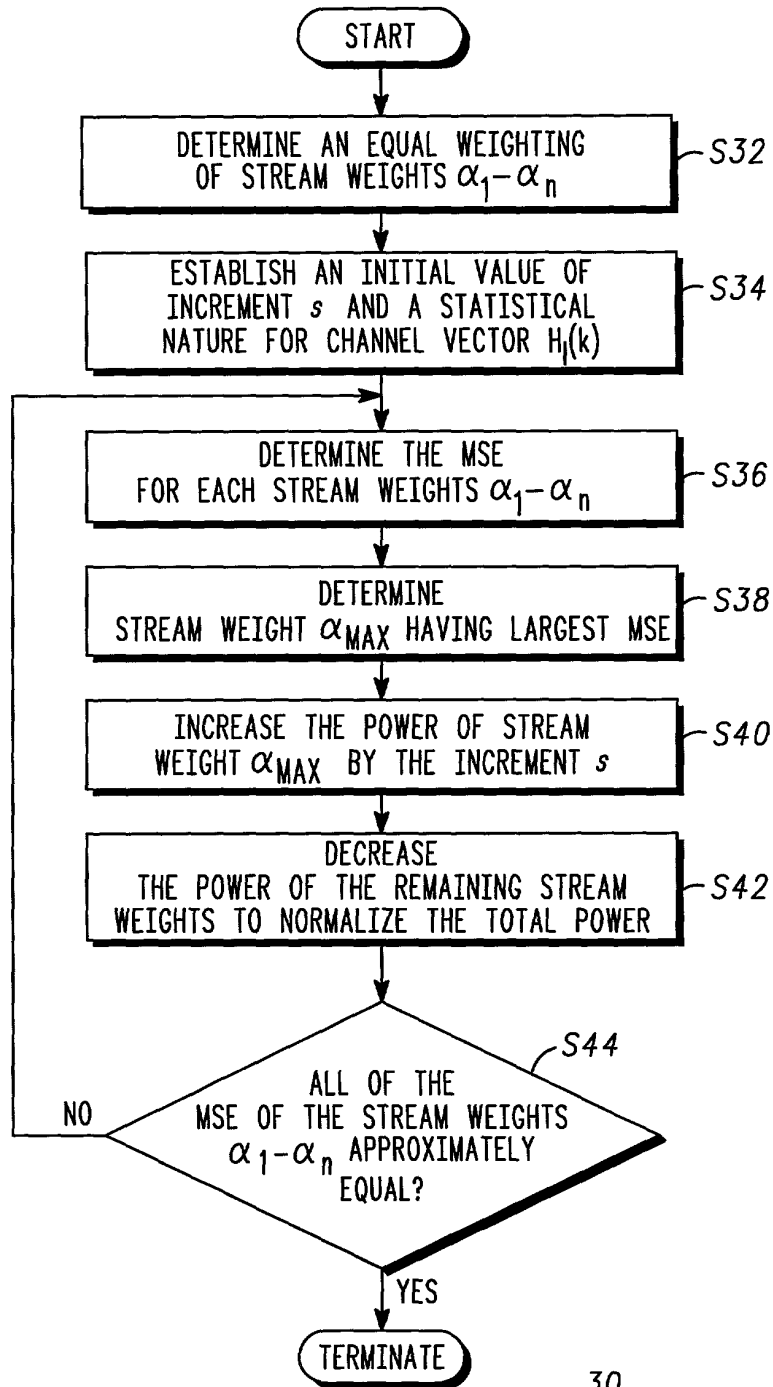 START
DETERMINE AN EQUAL WEIGHTING
OF STREAM WEIGHTS α1-αn
S32
ESTABLISH AN INITIAL VALUE OF
INCREMENT s AND A STATISTICAL
NATURE FOR CHANNEL VECTOR Hl(k)
S34
DETERMINE THE MSE
FOR EACH STREAM WEIGHTS α1-αn
S36
DETERMINE
STREAM WEIGHT αMAX HAVING LARGEST MSE
S38
INCREASE THE POWER OF STREAM
WEIGHT αMAX BY THE INCREMENT s
S40
DECREASE
THE POWER OF THE REMAINING STREAM
WEIGHTS TO NORMALIZE THE TOTAL POWER
S42
S44
ALL OF THE
MSE OF THE STREAM WEIGHTS
α1-αn APPROXIMATELY
EQUAL?
NO
YES
TERMINATE
30